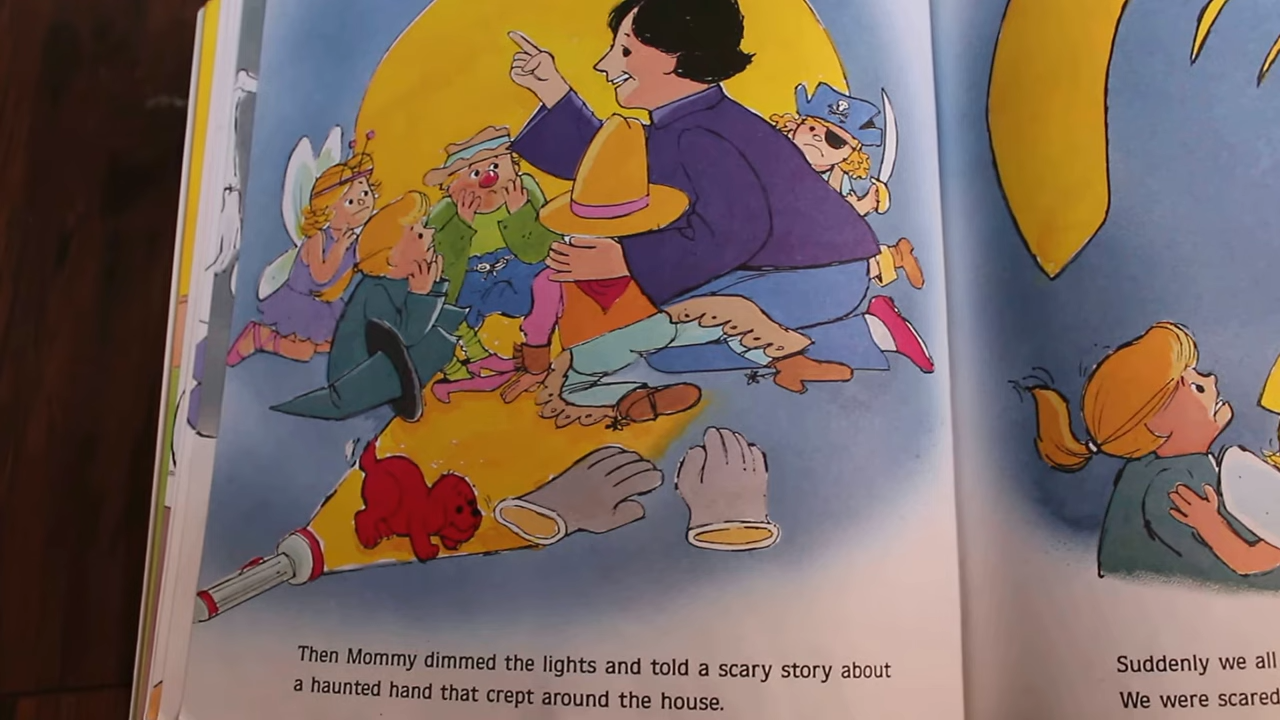 Then Mommy dimmed the lights and told a scary story about
a haunted hand that crept around the house.
Suddenly we all
We were scared